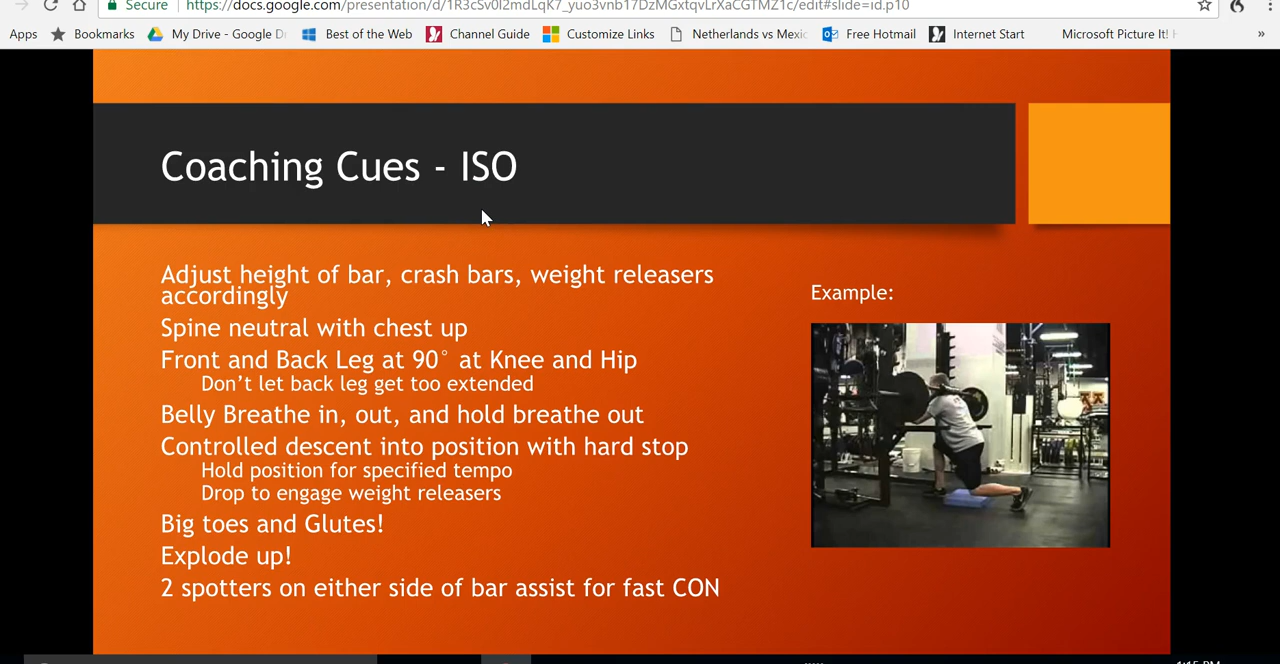 Secure https://docs.google.com/presentation/d/1R3cSv0I2mdLqK7_yuo3vnb17DzMGxtqvLrXaCGTMZ1c/edit#slide=id.p10
Apps Bookmarks My Drive - Google Dr Best of the Web Channel Guide Customize Links Netherlands vs Mexic Free Hotmail Internet Start Microsoft Picture It! »
Coaching Cues - ISO
Adjust height of bar, crash bars, weight releasers
accordingly
Spine neutral with chest up
Front and Back Leg at 90° at Knee and Hip
Don’t let back leg get too extended
Belly Breathe in, out, and hold breathe out
Controlled descent into position with hard stop
Hold position for specified tempo
Drop to engage weight releasers
Big toes and Glutes!
Explode up!
2 spotters on either side of bar assist for fast CON
Example:
1:15 PM